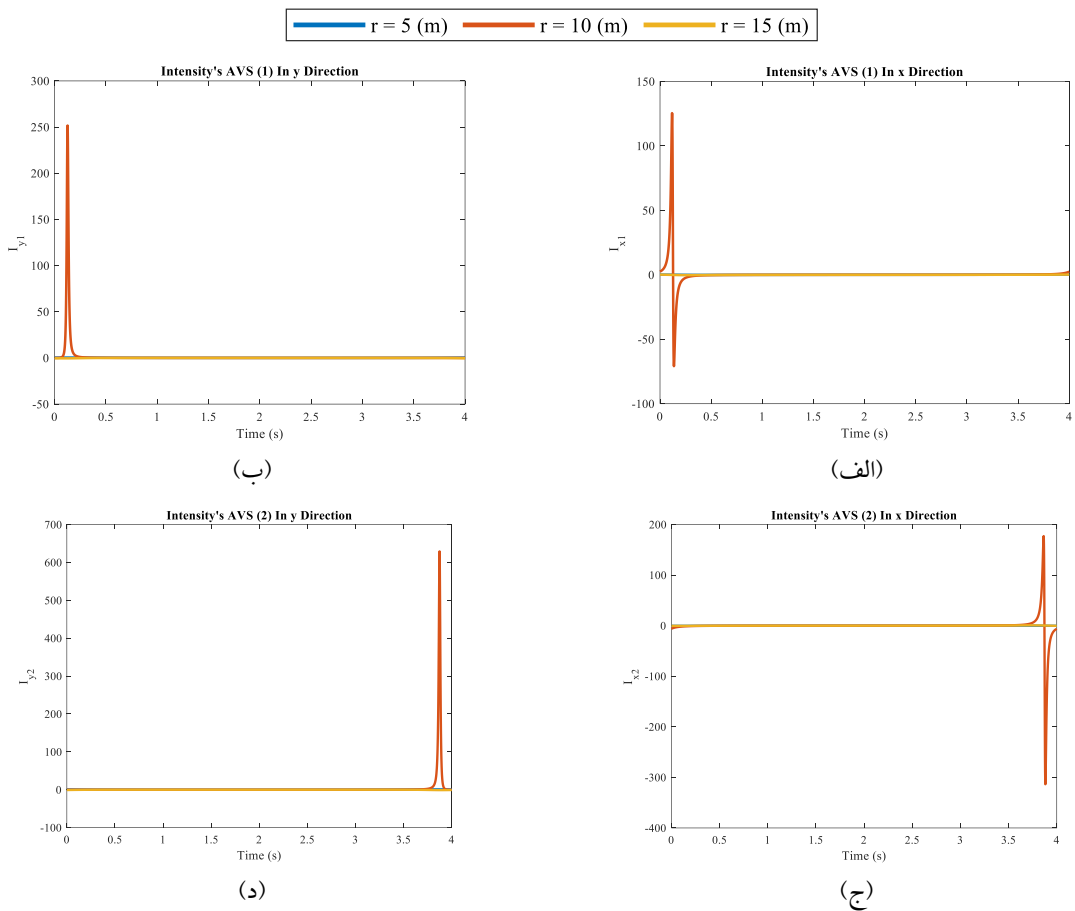 r = 5 (m) r = 10 (m) r = 15 (m)
Intensity's AVS (1) In y Direction
300
250
200
150
100
50
0
-50
I y1
0 0.5 1 1.5 2 2.5 3 3.5 4
Time (s)
(ب)
Intensity's AVS (1) In x Direction
150
100
50
0
-50
-100
I x1
0 0.5 1 1.5 2 2.5 3 3.5 4
Time (s)
(الف)
Intensity's AVS (2) In y Direction
700
600
500
400
300
200
100
0
-100
I y2
0 0.5 1 1.5 2 2.5 3 3.5 4
Time (s)
(د)
Intensity's AVS (2) In x Direction
200
100
0
-100
-200
-300
-400
I x2
0 0.5 1 1.5 2 2.5 3 3.5 4
Time (s)
(ج)